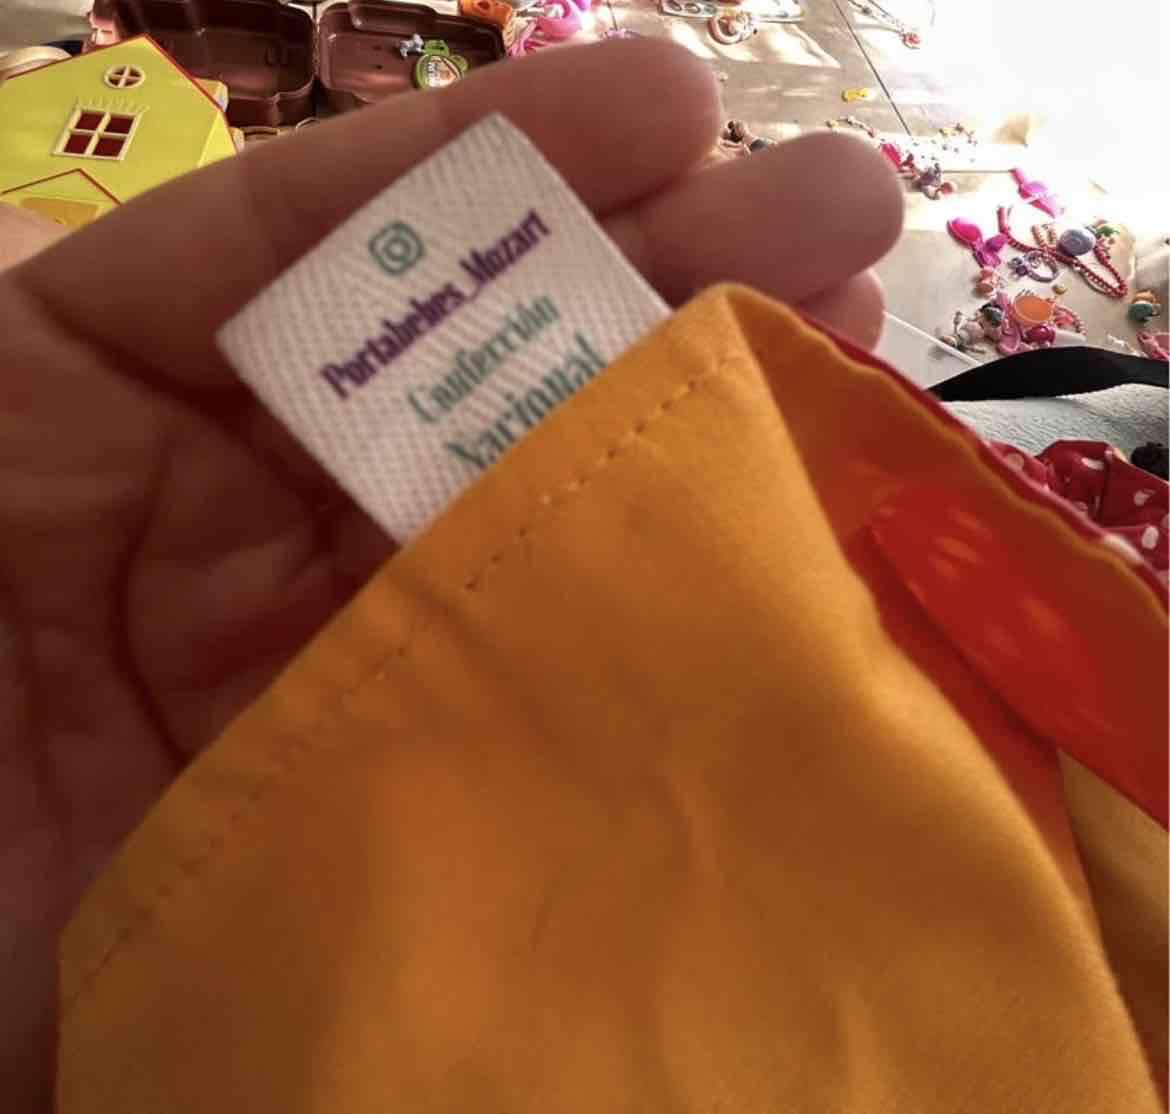 Portabebes_Mozart
Confección
Nacional